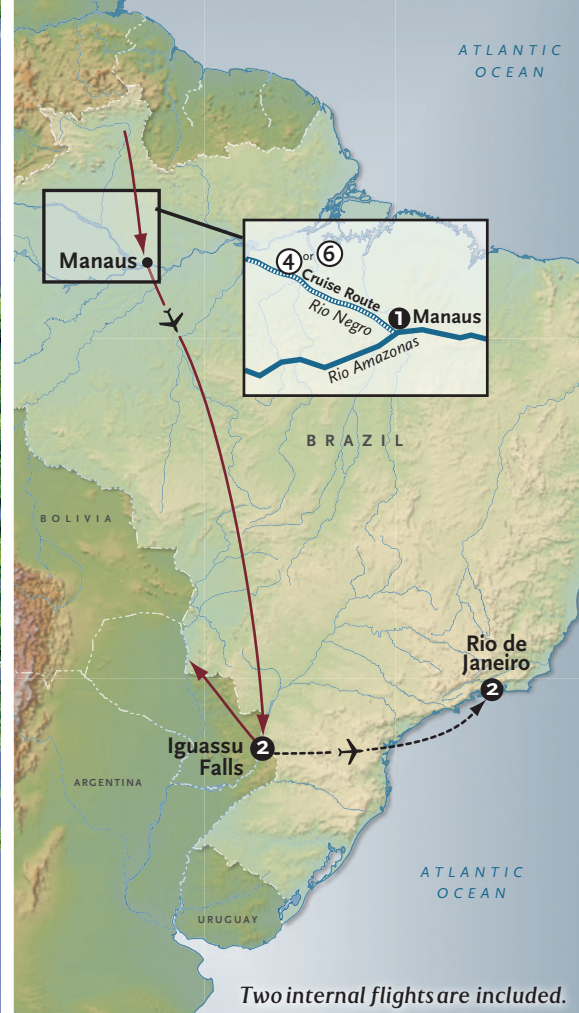 ATLANTIC
OCEAN
Manaus
4 or 6
Cruise Route
Rio Negro
1 Manaus
Rio Amazonas
BRAZIL
BOLIVIA
Rio de
Janeiro
2
Iguassu 2
Falls
ARGENTINA
ATLANTIC
OCEAN
URUGUAY
Two internal flights are included.